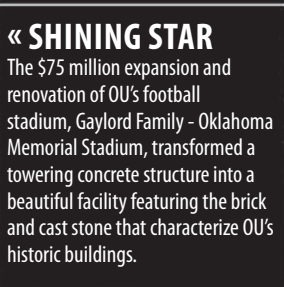 « SHINING STAR
The $75 million expansion and
renovation of OU’s football
stadium, Gaylord Family - Oklahoma
Memorial Stadium, transformed a
towering concrete structure into a
beautiful facility featuring the brick
and cast stone that characterize OU’s
historic buildings.